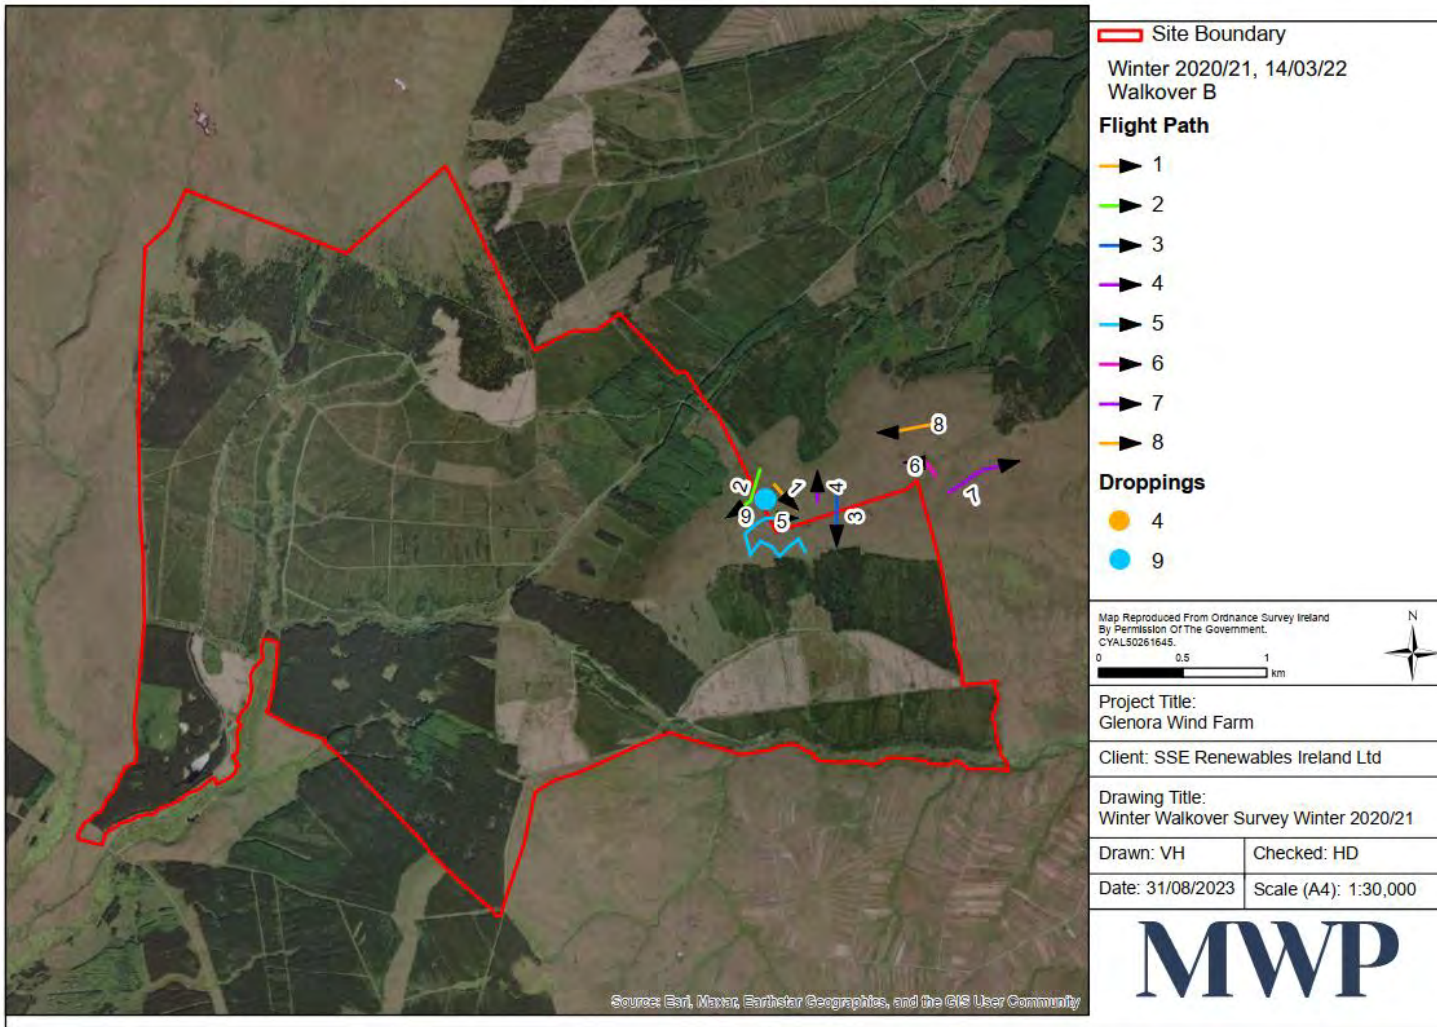 Site Boundary
Winter 2020/21, 14/03/22
Walkover B
Flight Path
1
2
3
4
5
6
7
8
Droppings
4
9
Map Reproduced From Ordnance Survey Ireland
By Permission Of The Government.
CYAL50261645.
N
0 0.5 1
km
Project Title:
Glenora Wind Farm
Client: SSE Renewables Ireland Ltd
Drawing Title:
Winter Walkover Survey Winter 2020/21
Drawn: VH Checked: HD
Date: 31/08/2023 Scale (A4): 1:30,000
MWP
8
6
7
2
1
4
9
5
3
Source: Esri, Maxar, Earthstar Geographics, and the GIS User Community